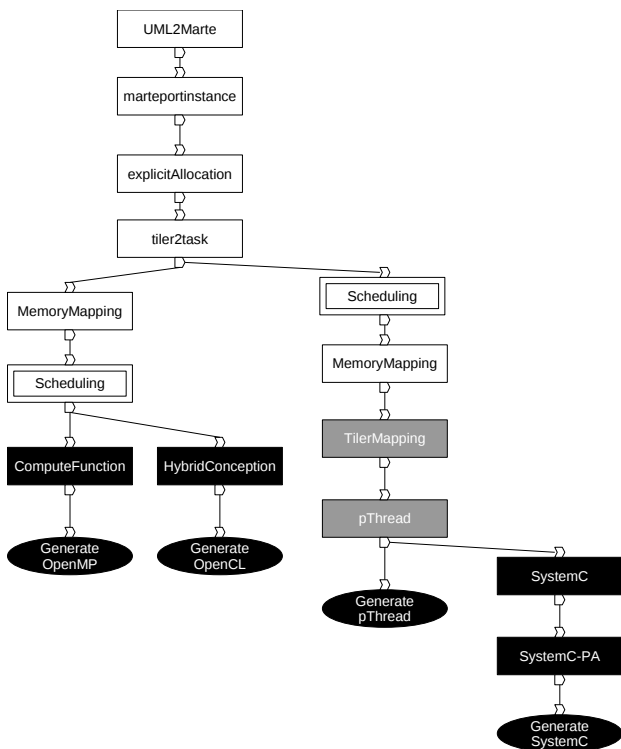 UML2Marte
marteportinstance
explicitAllocation
tiler2task
MemoryMapping
Scheduling
Scheduling
MemoryMapping
ComputeFunction
HybridConception
TilerMapping
pThread
Generate
OpenMP
Generate
OpenCL
Generate
pThread
SystemC
SystemC-PA
Generate
SystemC